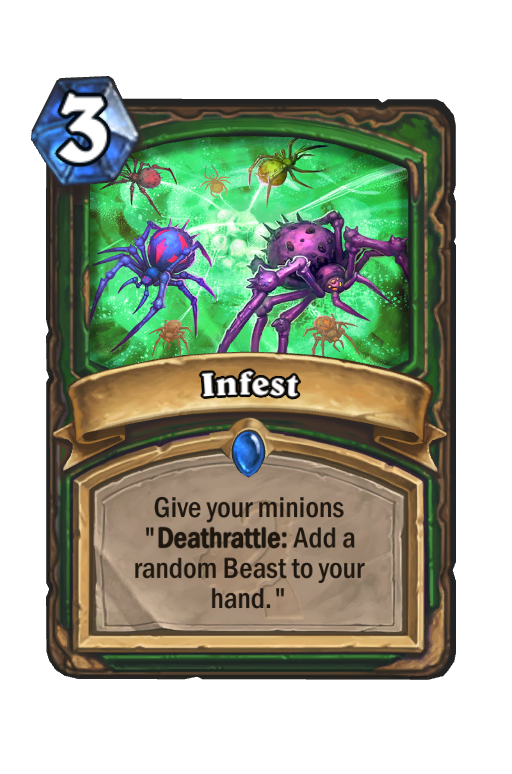 3
Infest
Give your minions
"Deathrattle: Add a
random Beast to your
hand."